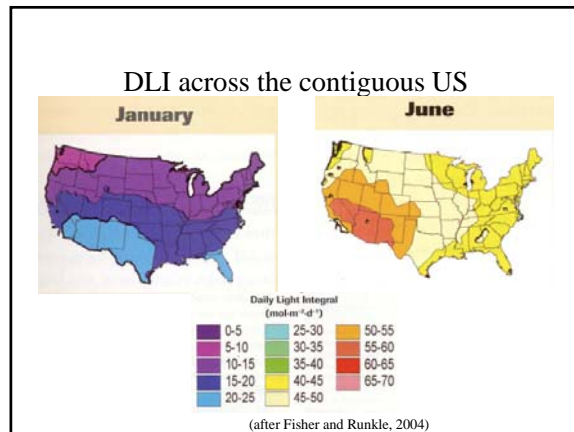 DLI across the contiguous US
January
June
Daily Light Integral
(mol·m⁻²·d⁻¹)
0-5 25-30 50-55
5-10 30-35 55-60
10-15 35-40 60-65
15-20 40-45 65-70
20-25 45-50
(after Fisher and Runkle, 2004)